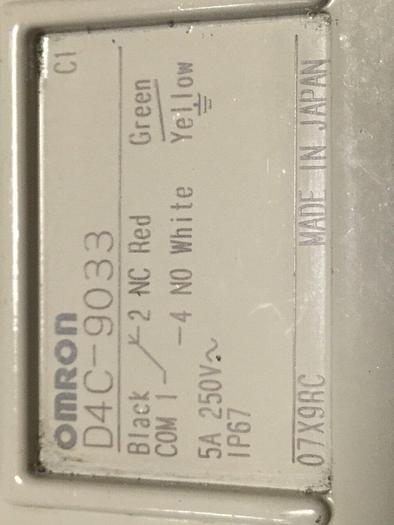 OMRON C1
D4C-9033
Black 2 NC Red Green
COM 1 4 NO White Yellow
5A 250V~
IP67
07X9RC MADE IN JAPAN